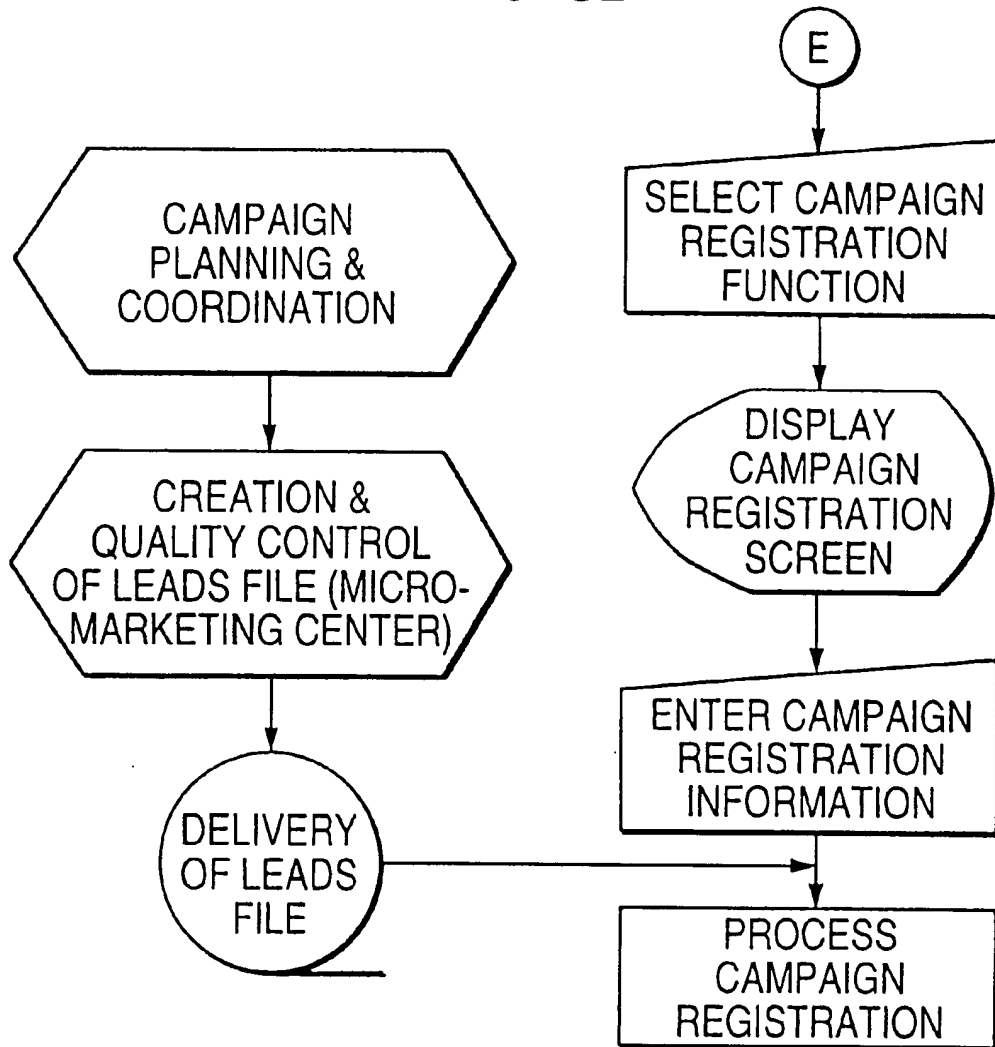 E
CAMPAIGN
PLANNING &
COORDINATION
CREATION &
QUALITY CONTROL
OF LEADS FILE (MICRO-
MARKETING CENTER)
DELIVERY
OF LEADS
FILE
SELECT CAMPAIGN
REGISTRATION
FUNCTION
DISPLAY
CAMPAIGN
REGISTRATION
SCREEN
ENTER CAMPAIGN
REGISTRATION
INFORMATION
PROCESS
CAMPAIGN
REGISTRATION